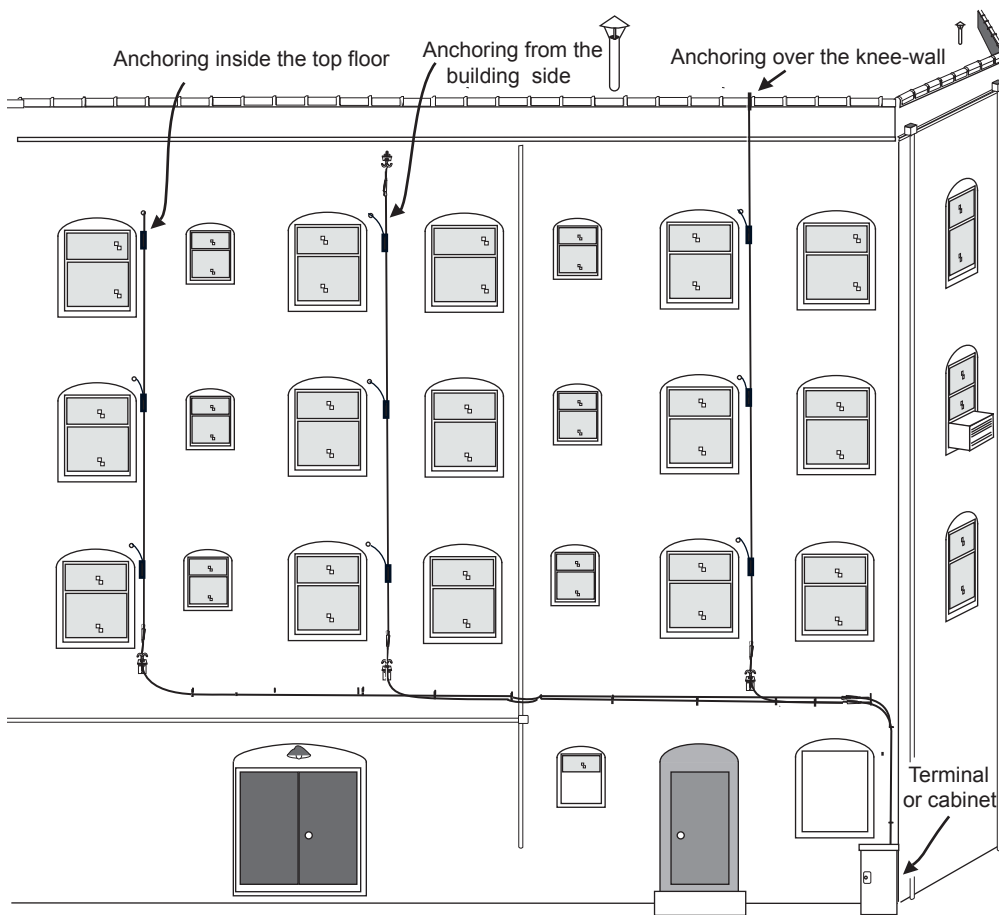 Anchoring inside the top floor
Anchoring from the
building side
Anchoring over the knee-wall
Terminal
or cabinet